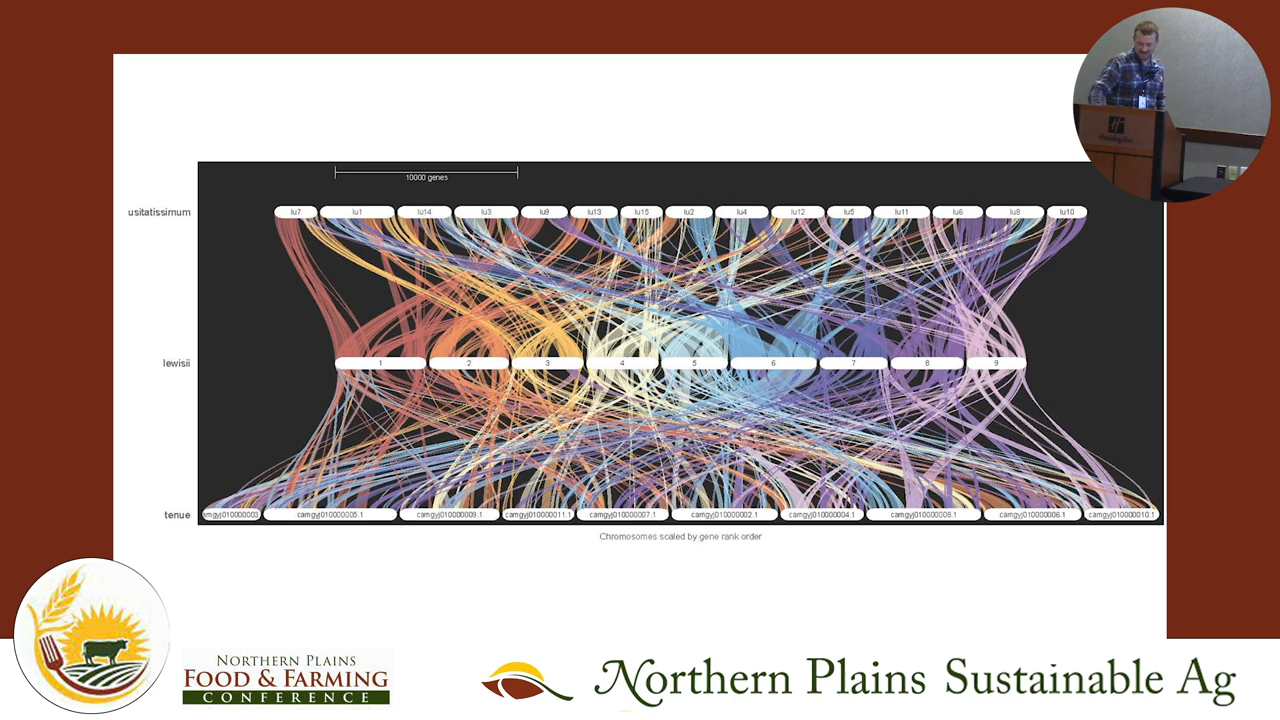 10000 genes
usitatissimum
lu7 lu1 lu14 lu3 lu9 lu13 lu15 lu2 lu4 lu12 lu5 lu11 lu6 lu8 lu10
lewisii
1 2 3 4 5 6 7 8 9
tenue
camgyj010000003 camgyj010000005.1 camgyj010000009.1 camgyj010000011.1 camgyj010000007.1 camgyj010000002.1 camgyj010000004.1 camgyj010000008.1 camgyj010000006.1 camgyj010000010.1
Chromosomes scaled by gene rank order
Holiday Inn
NORTHERN PLAINS
FOOD & FARMING
CONFERENCE
Northern Plains Sustainable Ag